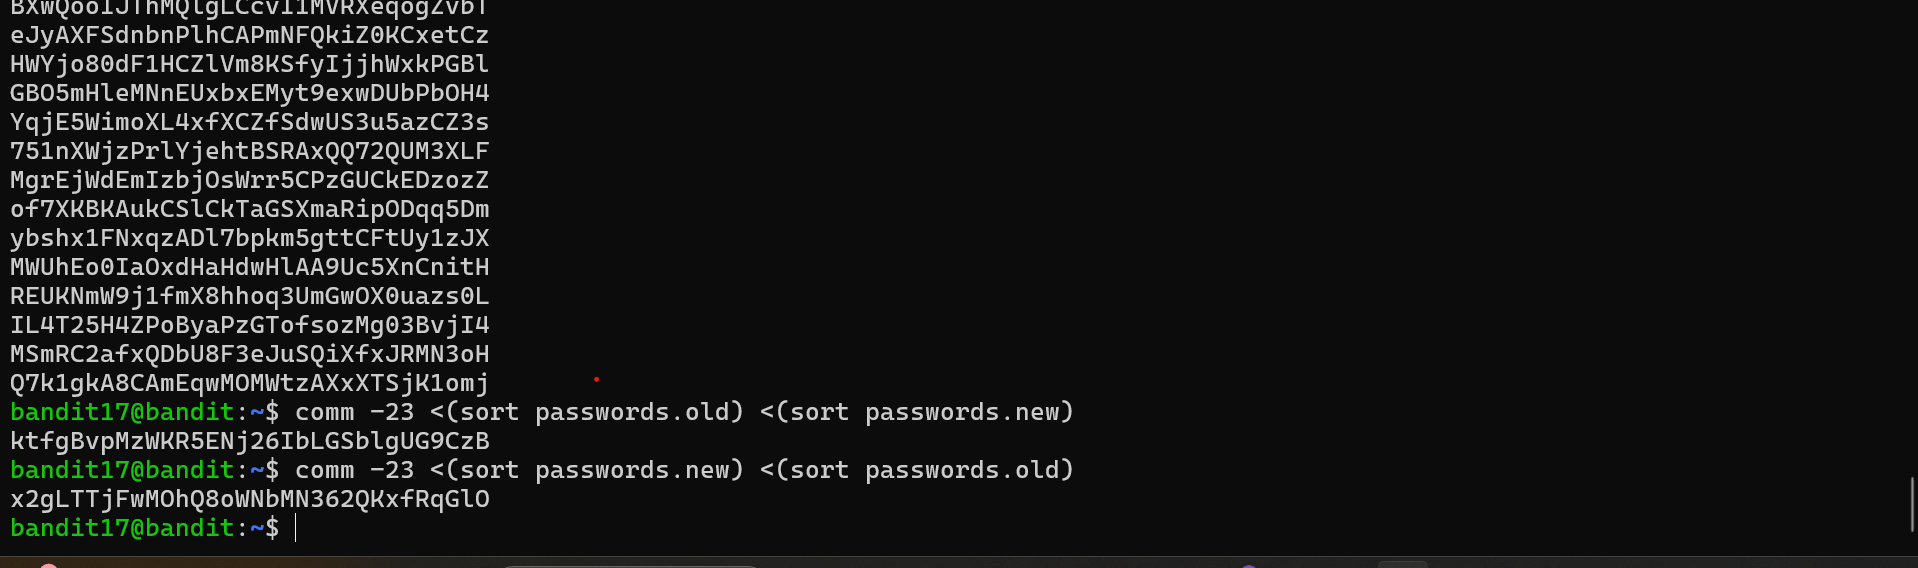 BXwQooIJThMQlgLCcvI1MVRXeqogZvbT
eJyAXFSdnbnPlhCAPmNFQkiZ0KCxetCz
HWYjo80dF1HCZlVm8KSfyIjjhWxkPGBl
GBO5mHleMNnEUxbxEMyt9exwDUbPbOH4
YqjE5WimoXL4xfXCZfSdwUS3u5azCZ3s
751nXWjzPrlYjehtBSRAxQQ72QUM3XLF
MgrEjWdEmIzbjOsWrr5CPzGUCkEDzozZ
of7XKBKAukCSlCkTaGSXmaRipODqq5Dm
ybshx1FNxqzADl7bpkm5gttCFtUy1zJX
MWUhEo0IaOxdHaHdwHlAA9Uc5XnCnitH
REUKNmW9j1fmX8hhoq3UmGwOX0uazs0L
IL4T25H4ZPoByaPzGTofsozMg03BvjI4
MSmRC2afxQDbU8F3eJuSQiXfxJRMN3oH
Q7k1gkA8CAmEqwMOMWtzAXxXTSjK1omj
bandit17@bandit:~$ comm -23 <(sort passwords.old) <(sort passwords.new)
ktfgBvpMzWKR5ENj26IbLGSblgUG9CzB
bandit17@bandit:~$ comm -23 <(sort passwords.new) <(sort passwords.old)
x2gLTTjFwMOhQ8oWNbMN362QKxfRqGlO
bandit17@bandit:~$